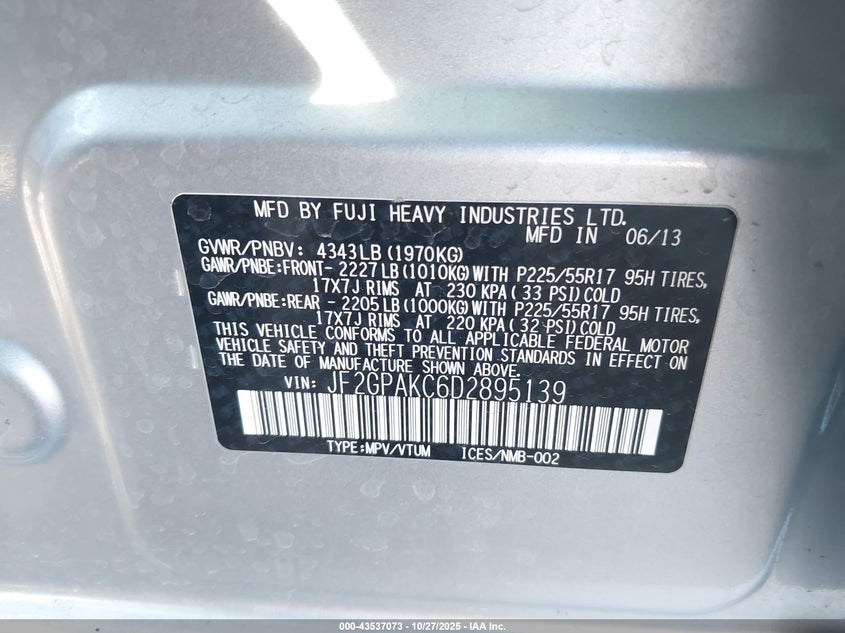 MFD BY FUJI HEAVY INDUSTRIES LTD.
MFD IN 06/13
GVWR/PNBV: 4343LB (1970KG)
GAWR/PNBE:FRONT- 2227LB (1010KG) WITH P225/55R17 95H TIRES,
17X7J RIMS AT 230 KPA( 33 PSI) COLD
GAWR/PNBE:REAR - 2205LB (1000KG) WITH P225/55R17 95H TIRES,
17X7J RIMS AT 220 KPA( 32 PSI) COLD
THIS VEHICLE CONFORMS TO ALL APPLICABLE FEDERAL MOTOR
VEHICLE SAFETY AND THEFT PREVENTION STANDARDS IN EFFECT ON
THE DATE OF MANUFACTURE SHOWN ABOVE.
VIN: JF2GPAKC6D2895139
TYPE:MPV/VTUM ICES/NMB-002
000-43537073 - 10/27/2025 - IAA Inc.